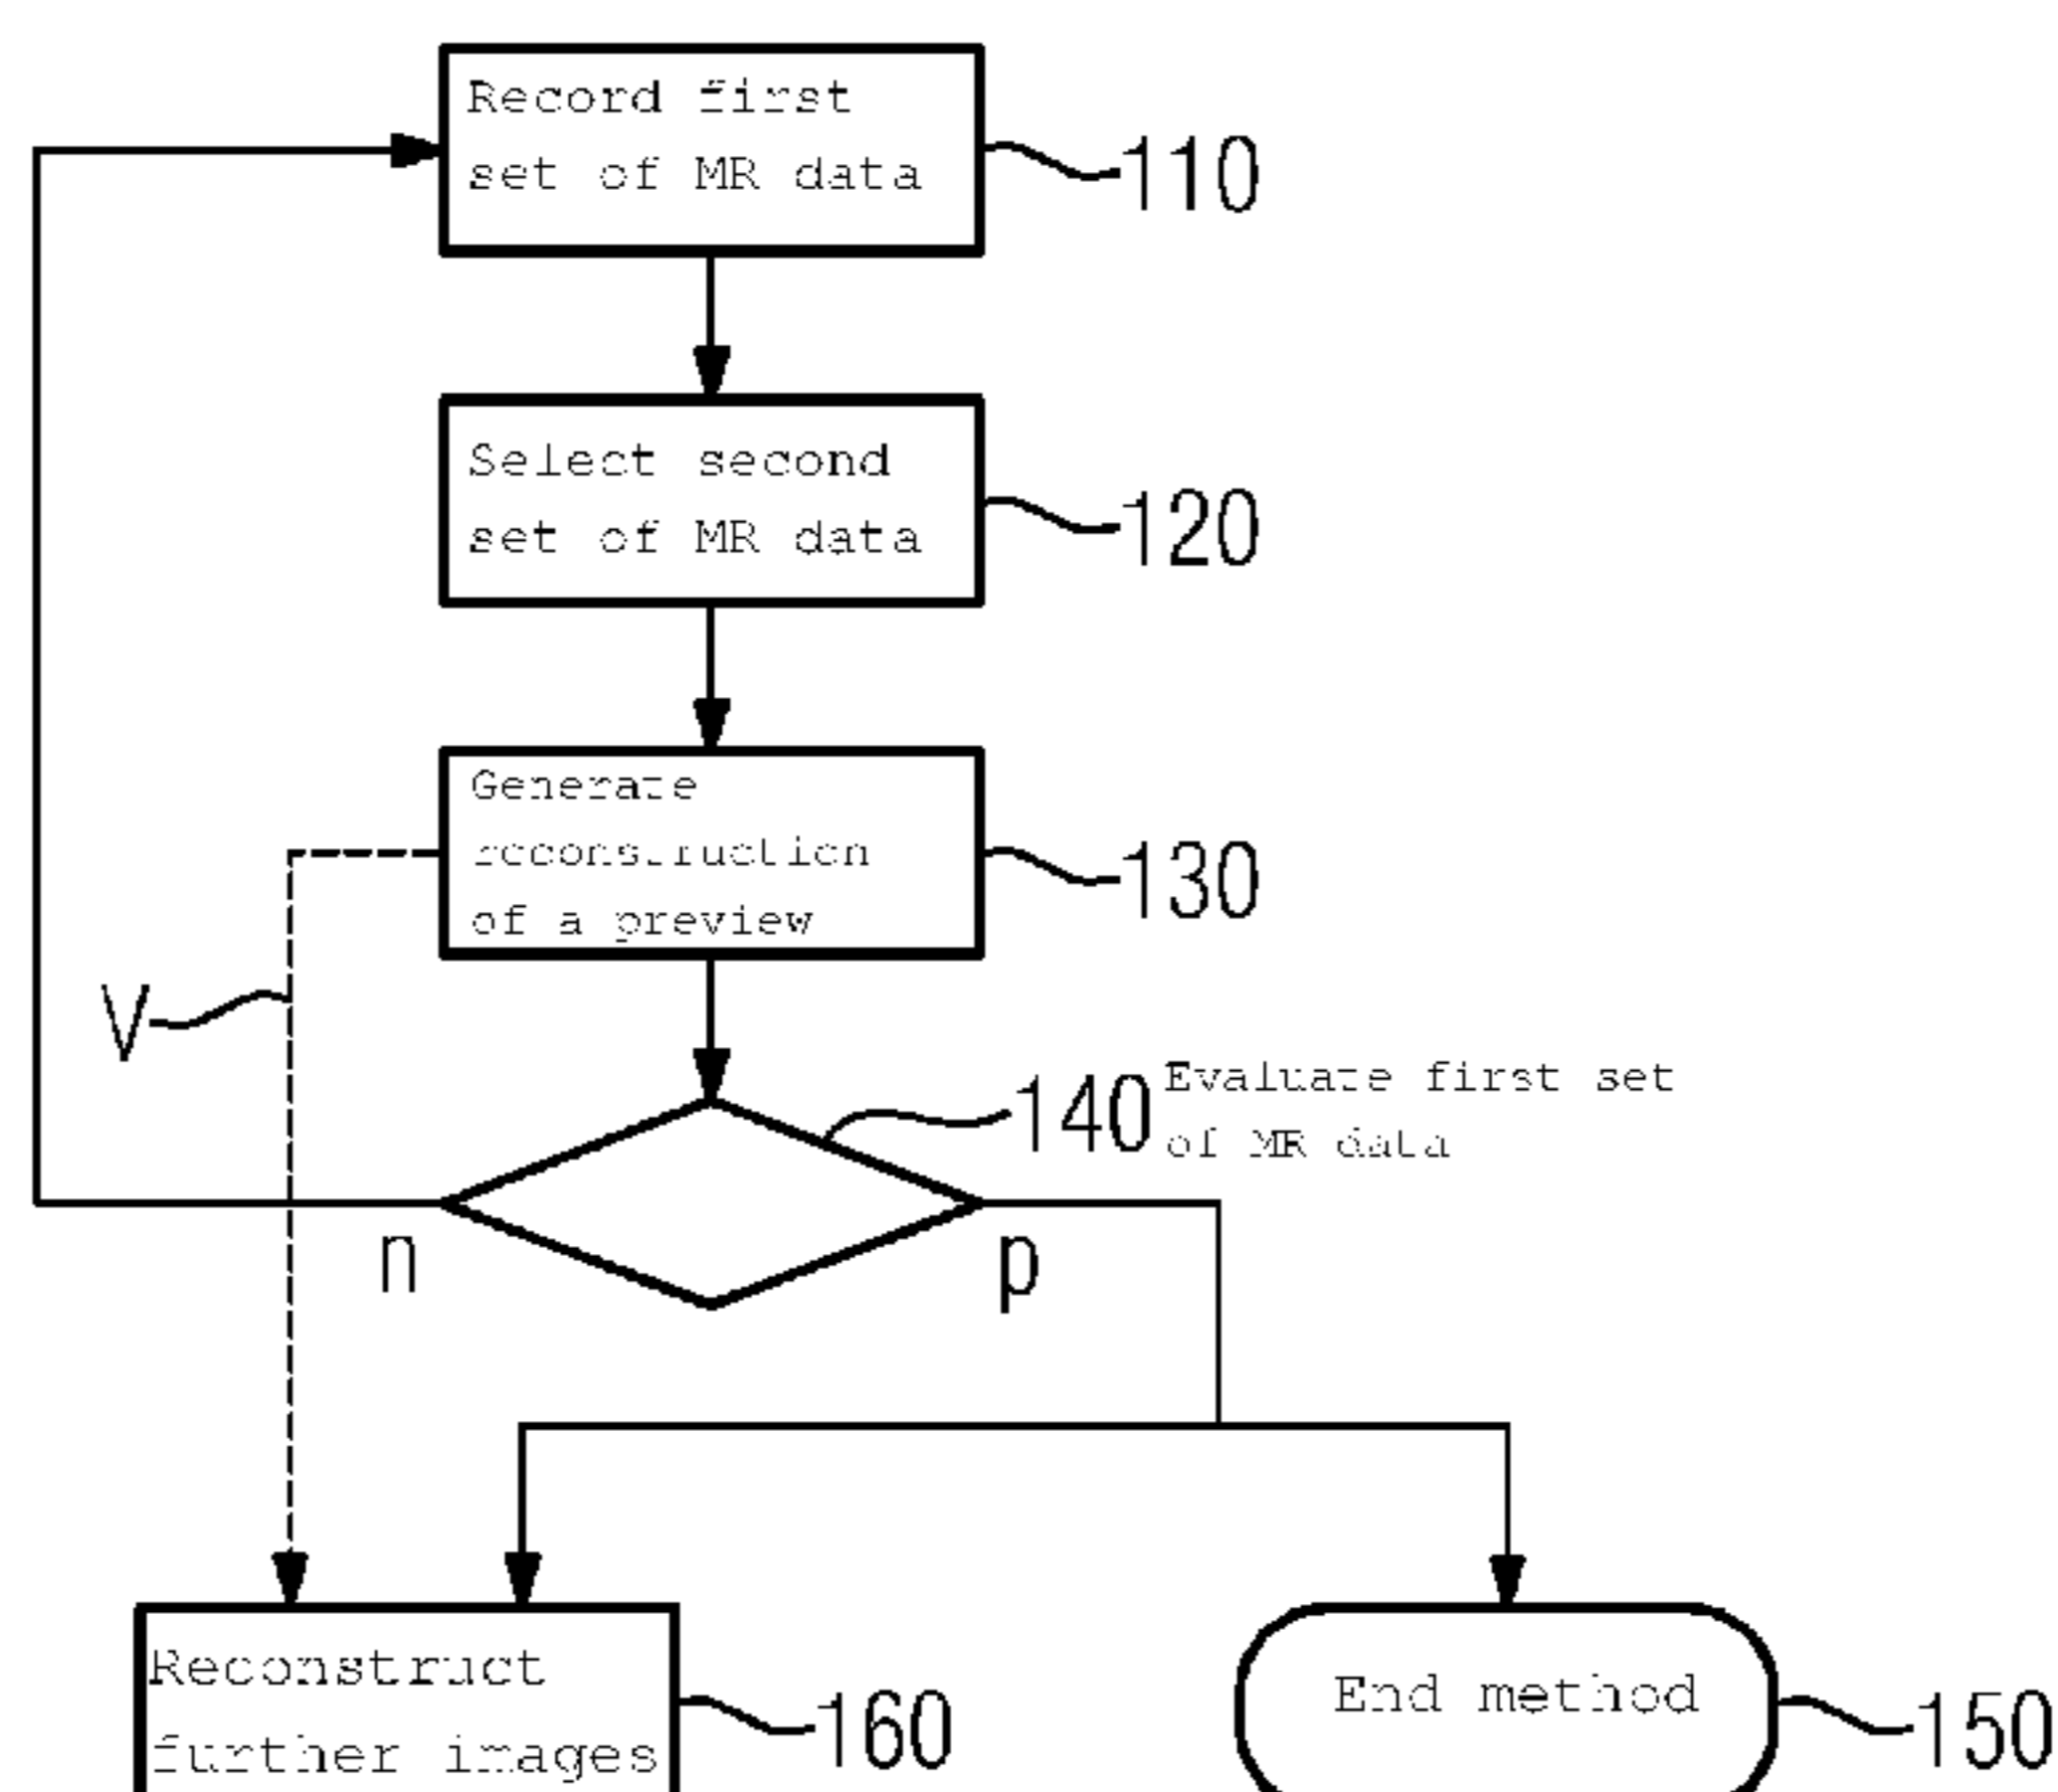 Record first
set of MR data
110
Select second
set of MR data
120
Generate
reconstruction
of a preview
130
V
140
Evaluate first set
of MR data
n
p
Reconstruct
further images
160
End method
150